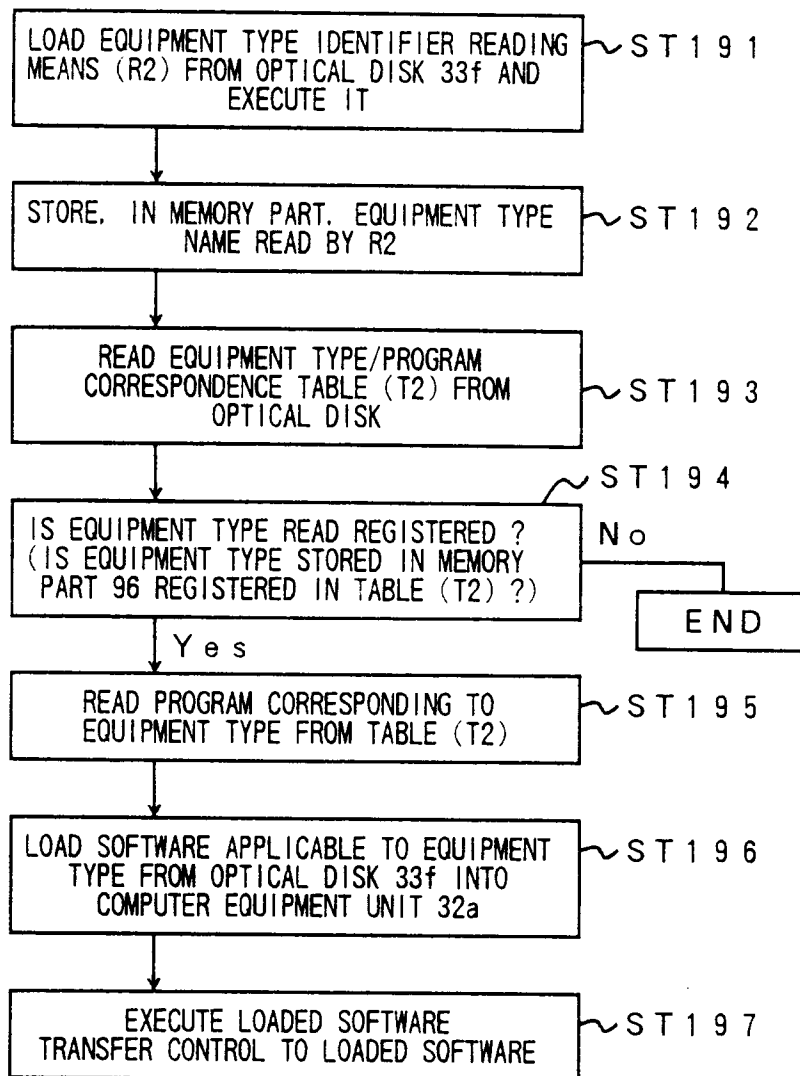 LOAD EQUIPMENT TYPE IDENTIFIER READING
MEANS (R2) FROM OPTICAL DISK 33f AND
EXECUTE IT
ST191
STORE. IN MEMORY PART. EQUIPMENT TYPE
NAME READ BY R2
ST192
READ EQUIPMENT TYPE/PROGRAM
CORRESPONDENCE TABLE (T2) FROM
OPTICAL DISK
ST193
ST194
IS EQUIPMENT TYPE READ REGISTERED ?
(IS EQUIPMENT TYPE STORED IN MEMORY
PART 96 REGISTERED IN TABLE (T2) ?)
No
END
Yes
READ PROGRAM CORRESPONDING TO
EQUIPMENT TYPE FROM TABLE (T2)
ST195
LOAD SOFTWARE APPLICABLE TO EQUIPMENT
TYPE FROM OPTICAL DISK 33f INTO
COMPUTER EQUIPMENT UNIT 32a
ST196
EXECUTE LOADED SOFTWARE
TRANSFER CONTROL TO LOADED SOFTWARE
ST197